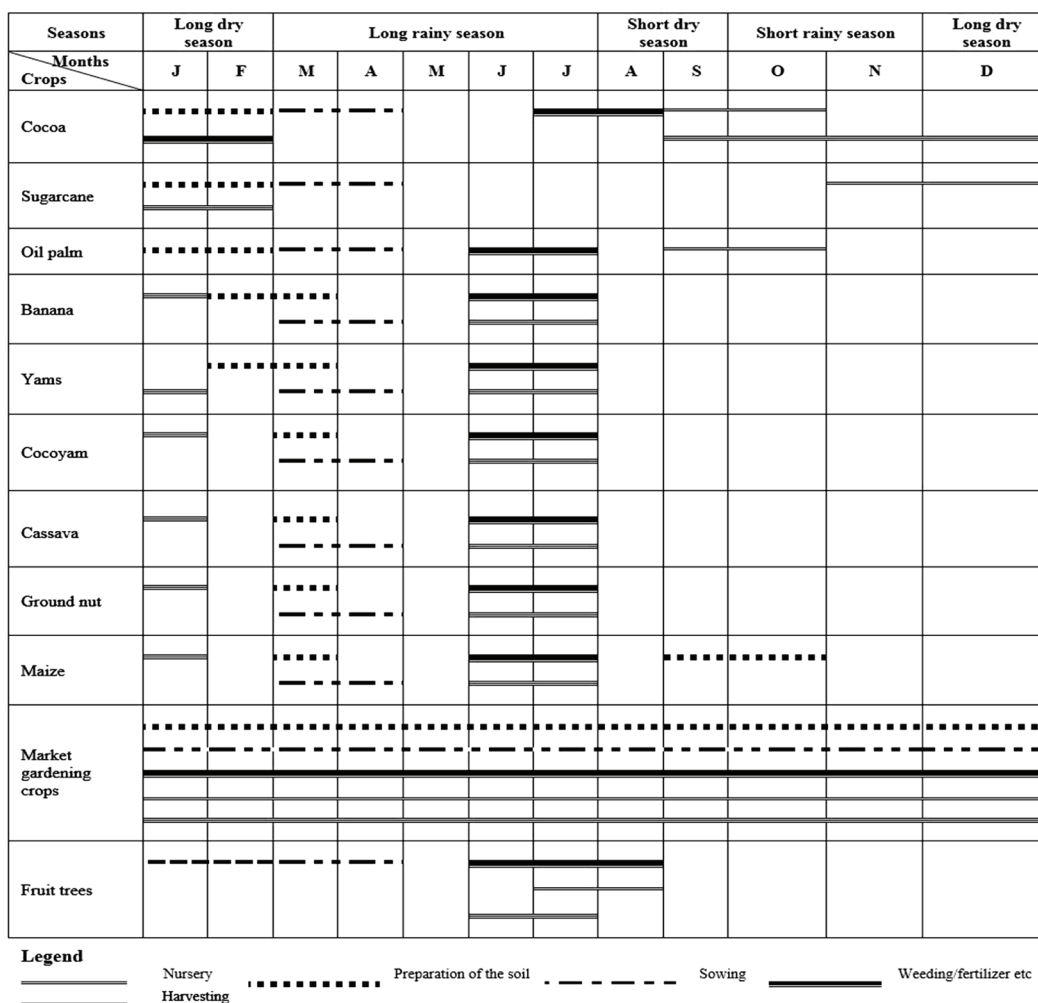 Seasons Long dry season Long rainy season Short dry season Short rainy season Long dry season
Months
Crops
J F M A M J J A S O N D
Cocoa
Sugarcane
Oil palm
Banana
Yams
Cocoyam
Cassava
Ground nut
Maize
Market gardening crops
Fruit trees
Legend
Nursery Preparation of the soil Sowing Weeding/fertilizer etc
Harvesting